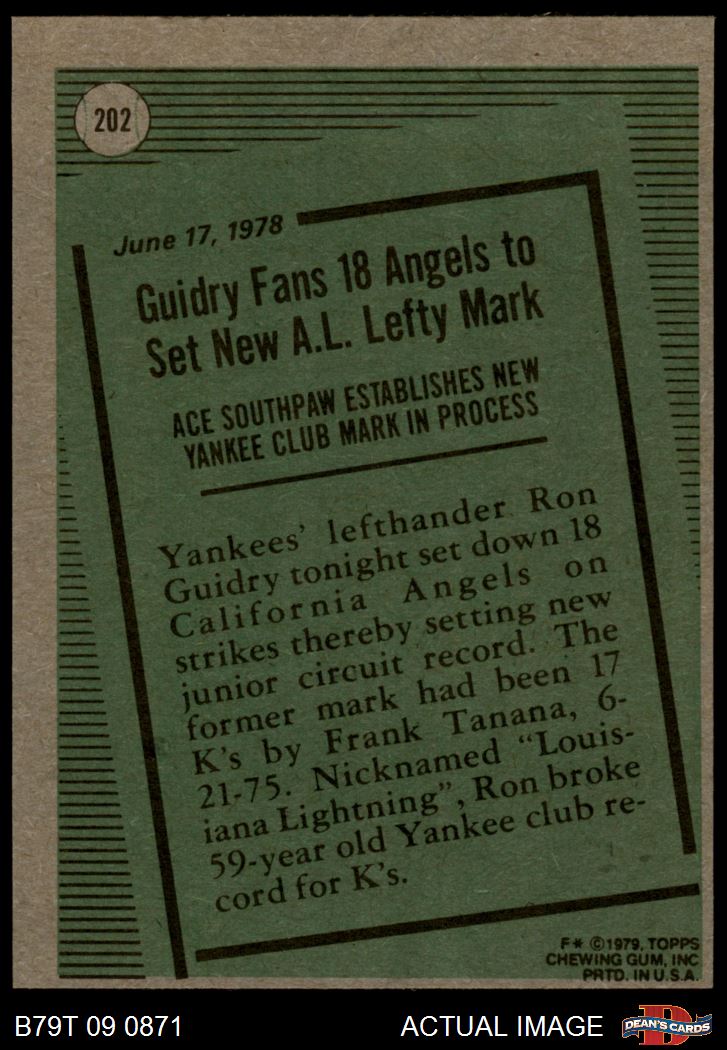 202
June 17, 1978
Guidry Fans 18 Angels to
Set New A.L. Lefty Mark
ACE SOUTHPAW ESTABLISHES NEW
YANKEE CLUB MARK IN PROCESS
Yankees' lefthander Ron
Guidry tonight set down 18
California Angels on
strikes thereby setting new
junior circuit record. The
former mark had been 17
K's by Frank Tanana, 6-
21-75. Nicknamed "Louis-
iana Lightning", Ron broke
59-year old Yankee club re-
cord for K's.
F* ©1979, TOPPS
CHEWING GUM, INC
PRTD. IN U.S.A.
B79T 09 0871
ACTUAL IMAGE
D
DEAN'S CARDS